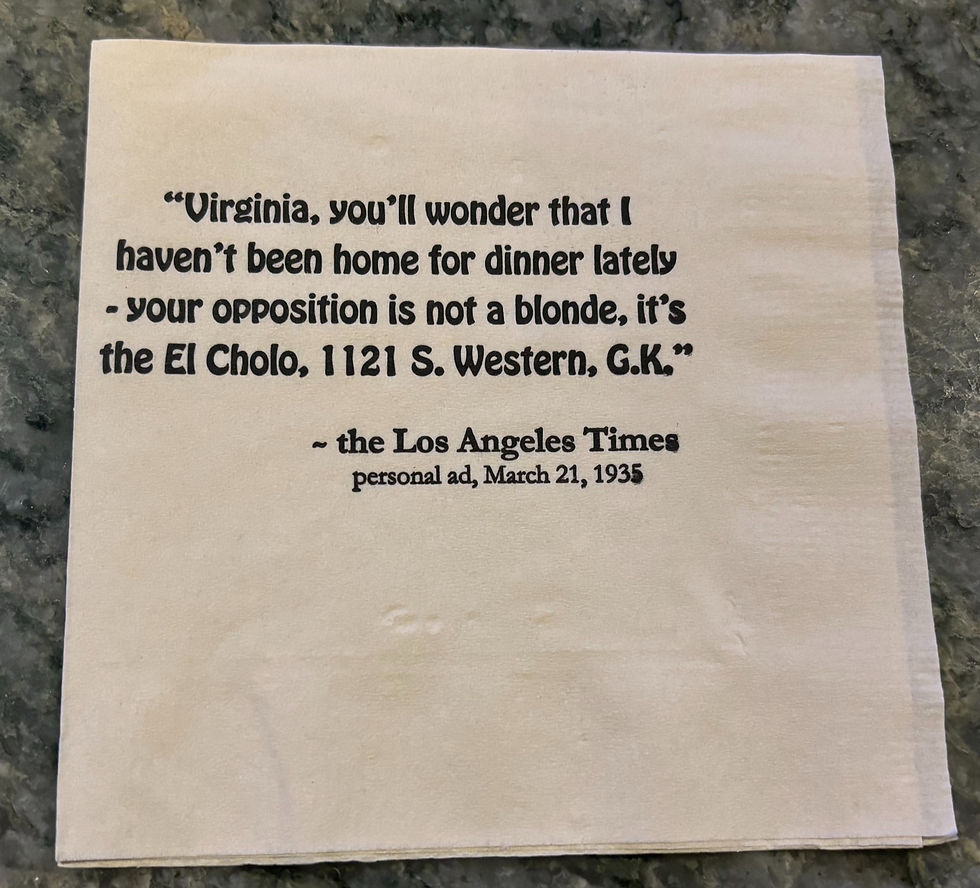 “Virginia, you’ll wonder that I
haven’t been home for dinner lately
- your opposition is not a blonde, it’s
the El Cholo, 1121 S. Western, G.K.”
~ the Los Angeles Times
personal ad, March 21, 1935